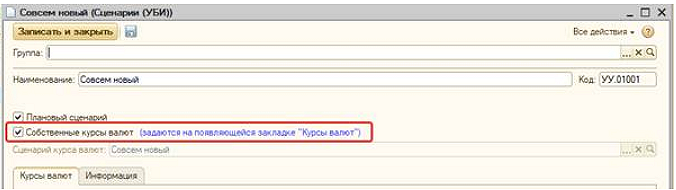 Совсем новый (Сценарии (УБИ))
Записать и закрыть
Все действия
Группа:
Наименование: Совсем новый
Код: УУ.01001
Плановый сценарий
Собственные курсы валют (задаются на появляющейся закладке "Курсы валют")
Сценарий курса валют: Совсем новый
Курсы валют Информация